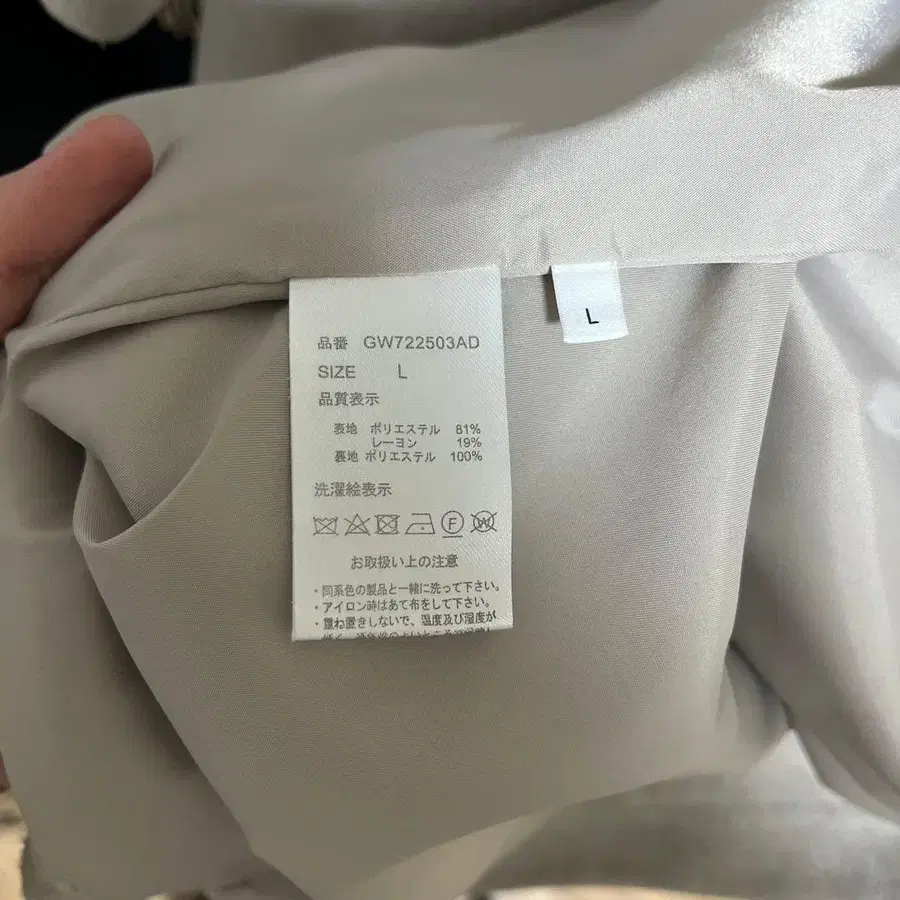 品番 GW722503AD
SIZE L
品質表示
表地 ポリエステル 81%
レーヨン 19%
裏地 ポリエステル 100%
洗濯絵表示
F W
お取扱い上の注意
・同系色の製品と一緒に洗って下さい。
・アイロン時はあて布をして下さい。
・重ね置きしないで、温度及び湿度が
L